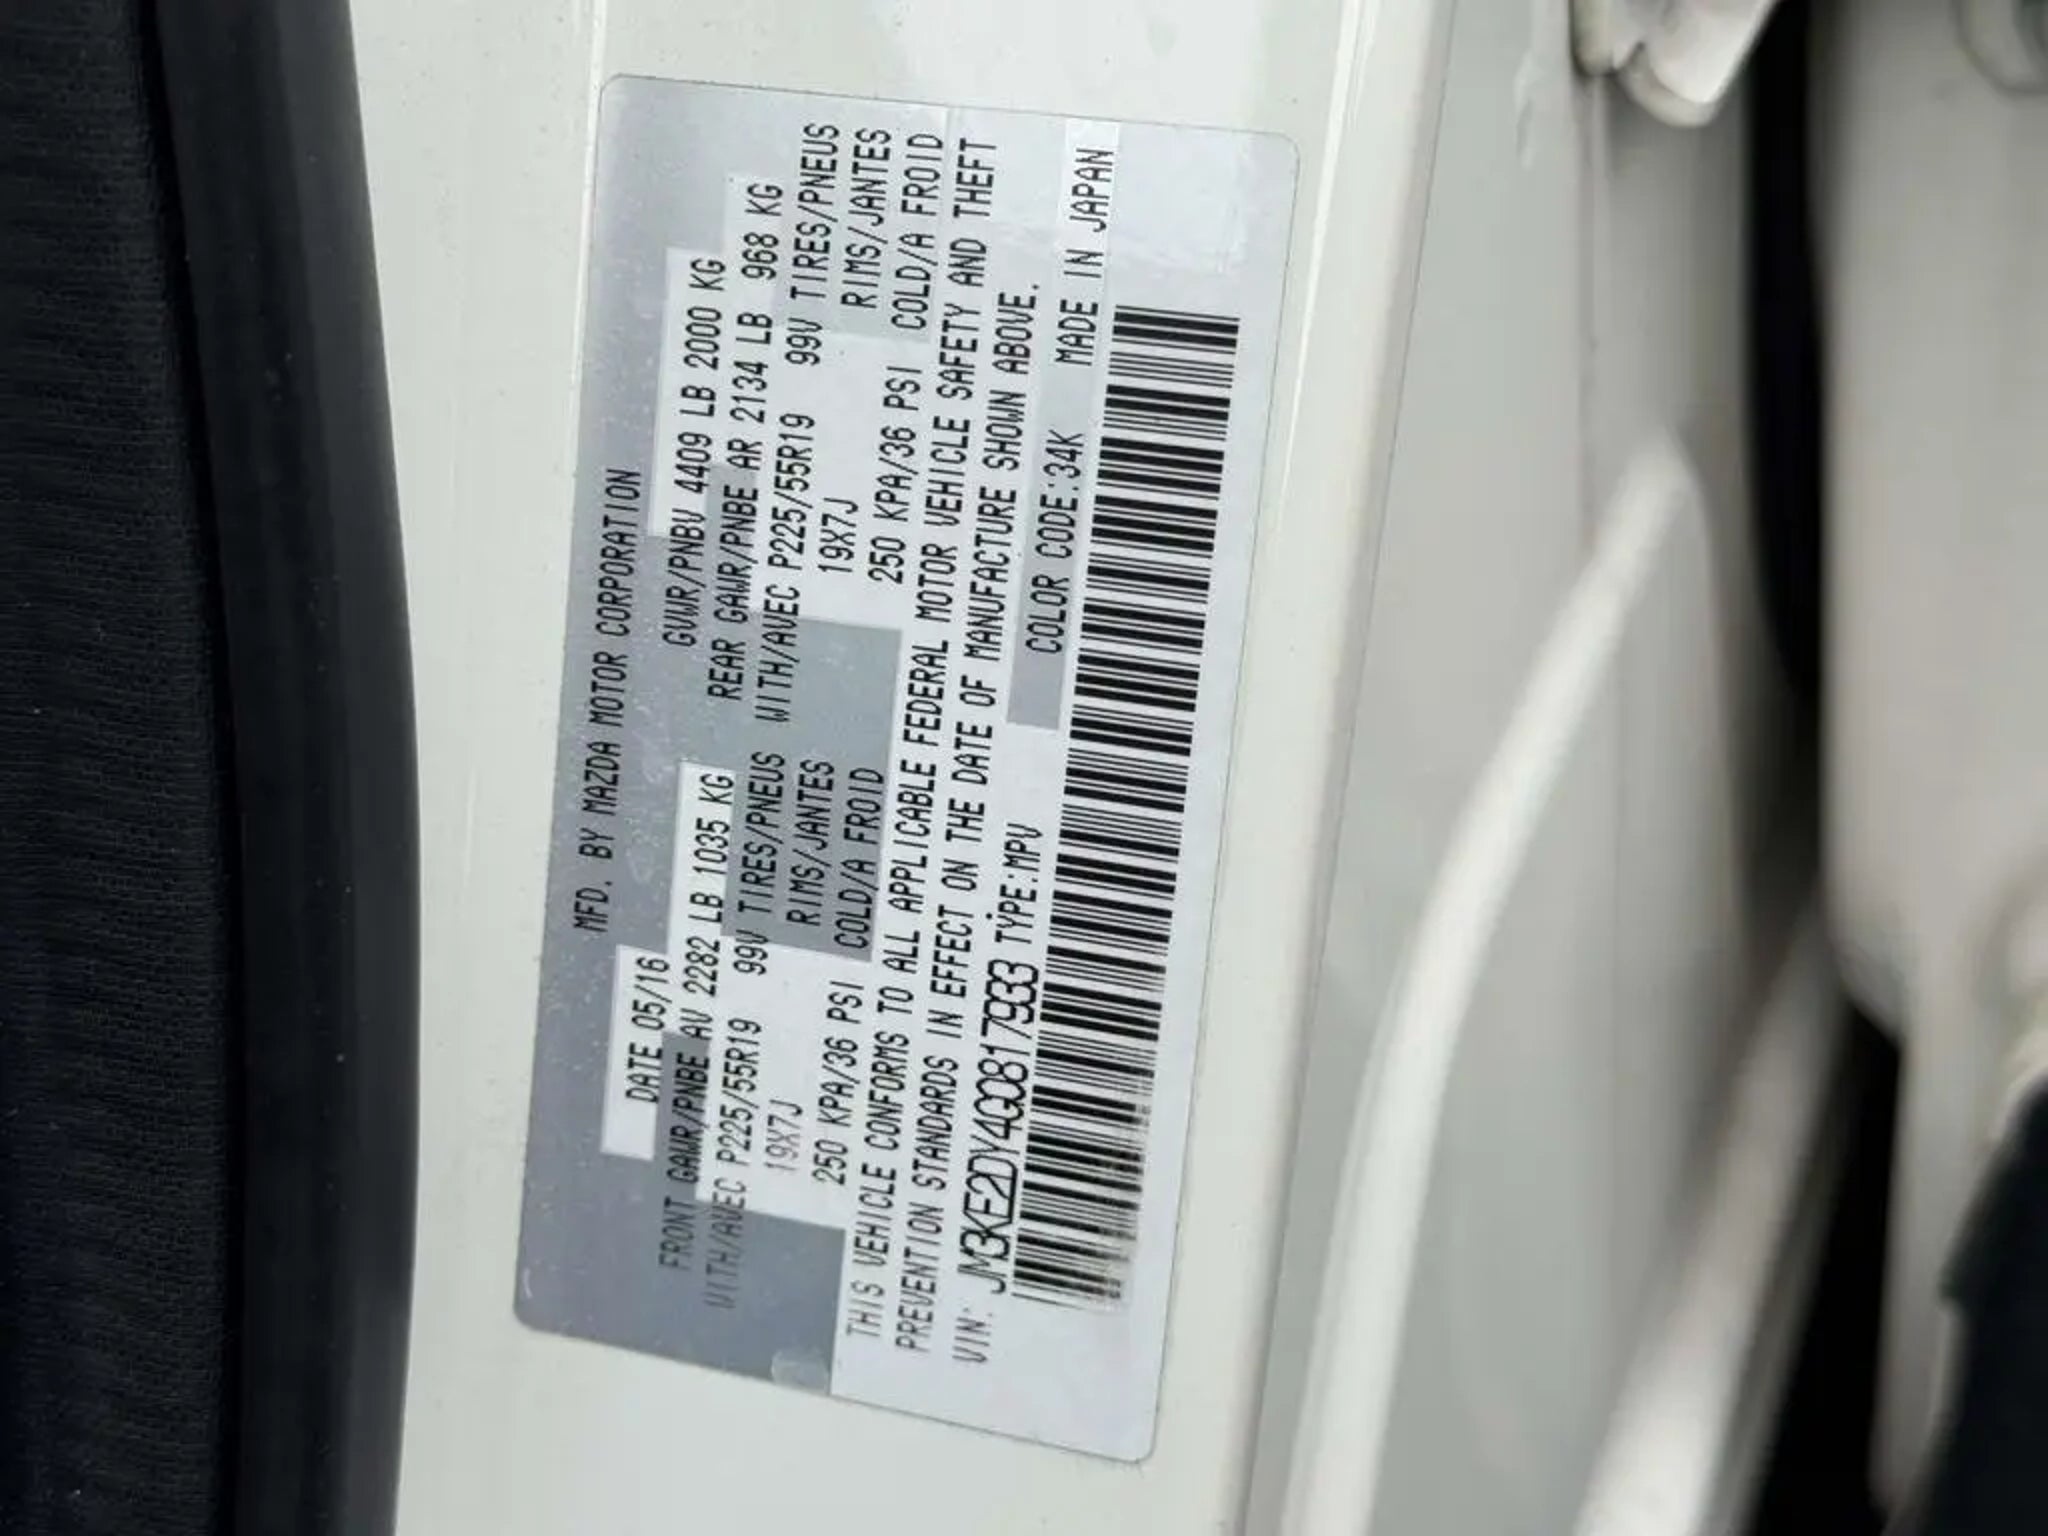 MFD. BY MAZDA MOTOR CORPORATION
DATE 05/16 GVWR/PNBV 4409 LB 2000 KG
FRONT GAWR/PNBE AV 2282 LB 1035 KG REAR GAWR/PNBE AR 2134 LB 968 KG
WITH/AVEC P225/55R19 99V TIRES/PNEUS WITH/AVEC P225/55R19 99V TIRES/PNEUS
19X7J RIMS/JANTES 19X7J RIMS/JANTES
250 KPA/36 PSI COLD/A FROID 250 KPA/36 PSI COLD/A FROID
THIS VEHICLE CONFORMS TO ALL APPLICABLE FEDERAL MOTOR VEHICLE SAFETY AND THEFT
PREVENTION STANDARDS IN EFFECT ON THE DATE OF MANUFACTURE SHOWN ABOVE.
VIN: JM3KE2DY4G0817933 TYPE:MPV COLOR CODE:34K MADE IN JAPAN